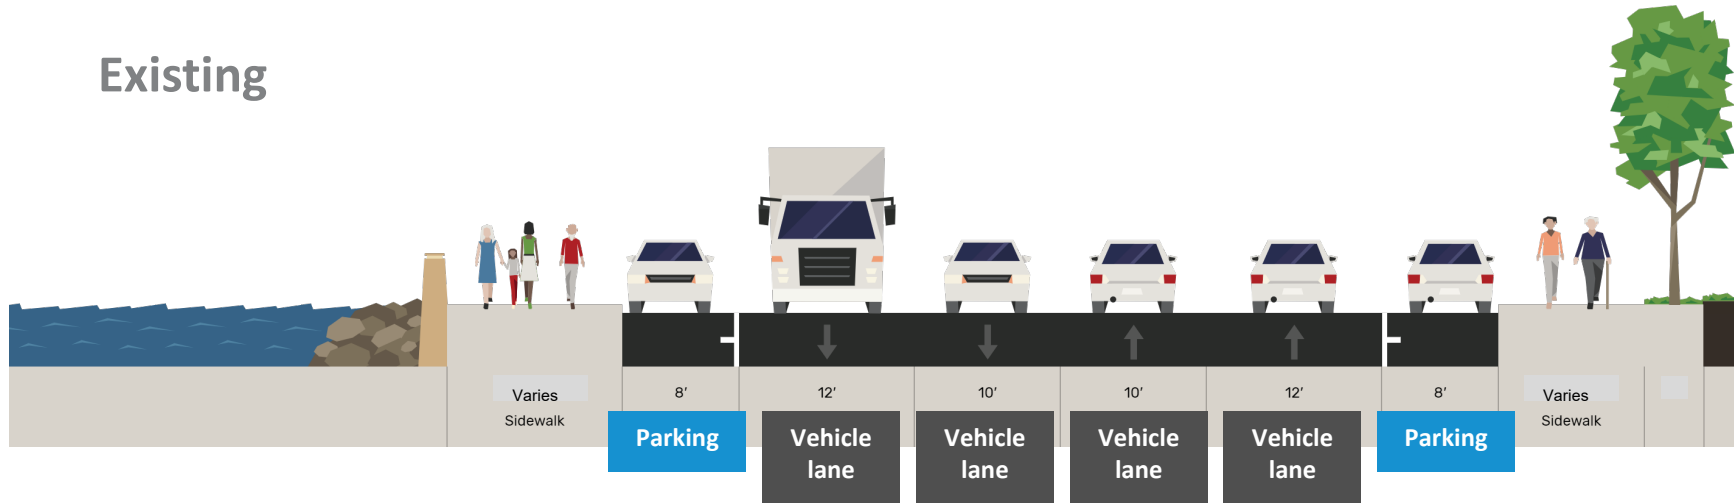 Existing
Varies
Sidewalk
8’
12’
10’
10’
12’
8’
Varies
Sidewalk
Parking
Vehicle
lane
Vehicle
lane
Vehicle
lane
Vehicle
lane
Parking